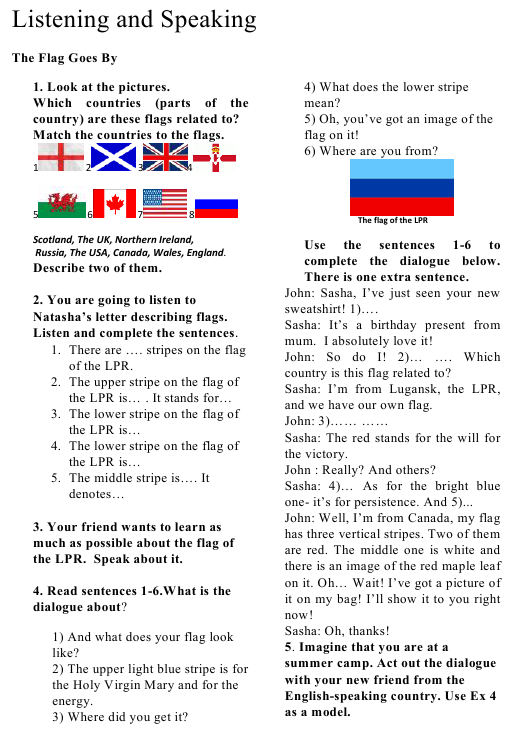 Listening and Speaking
The Flag Goes By
1. Look at the pictures.
Which countries (parts of the
country) are these flags related to?
Match the countries to the flags.
1 2 3 4
5 6 7 8
Scotland, The UK, Northern Ireland,
Russia, The USA, Canada, Wales, England.
Describe two of them.
2. You are going to listen to
Natasha's letter describing flags.
Listen and complete the sentences.
1. There are .... stripes on the flag
of the LPR.
2. The upper stripe on the flag of
the LPR is... . It stands for...
3. The lower stripe on the flag of
the LPR is...
4. The lower stripe on the flag of
the LPR is...
5. The middle stripe is.... It
denotes...
3. Your friend wants to learn as
much as possible about the flag of
the LPR. Speak about it.
4. Read sentences 1-6.What is the
dialogue about?
1) And what does your flag look
like?
2) The upper light blue stripe is for
the Holy Virgin Mary and for the
energy.
3) Where did you get it?
4) What does the lower stripe
mean?
5) Oh, you've got an image of the
flag on it!
6) Where are you from?
The flag of the LPR
Use the sentences 1-6 to
complete the dialogue below.
There is one extra sentence.
John: Sasha, I've just seen your new
sweatshirt! 1)....
Sasha: It's a birthday present from
mum. I absolutely love it!
John: So do I! 2)... .... Which
country is this flag related to?
Sasha: I'm from Lugansk, the LPR,
and we have our own flag.
John: 3)...... ......
Sasha: The red stands for the will for
the victory.
John : Really? And others?
Sasha: 4)... As for the bright blue
one- it's for persistence. And 5)...
John: Well, I'm from Canada, my flag
has three vertical stripes. Two of them
are red. The middle one is white and
there is an image of the red maple leaf
on it. Oh... Wait! I've got a picture of
it on my bag! I'll show it to you right
now!
Sasha: Oh, thanks!
5. Imagine that you are at a
summer camp. Act out the dialogue
with your new friend from the
English-speaking country. Use Ex 4
as a model.